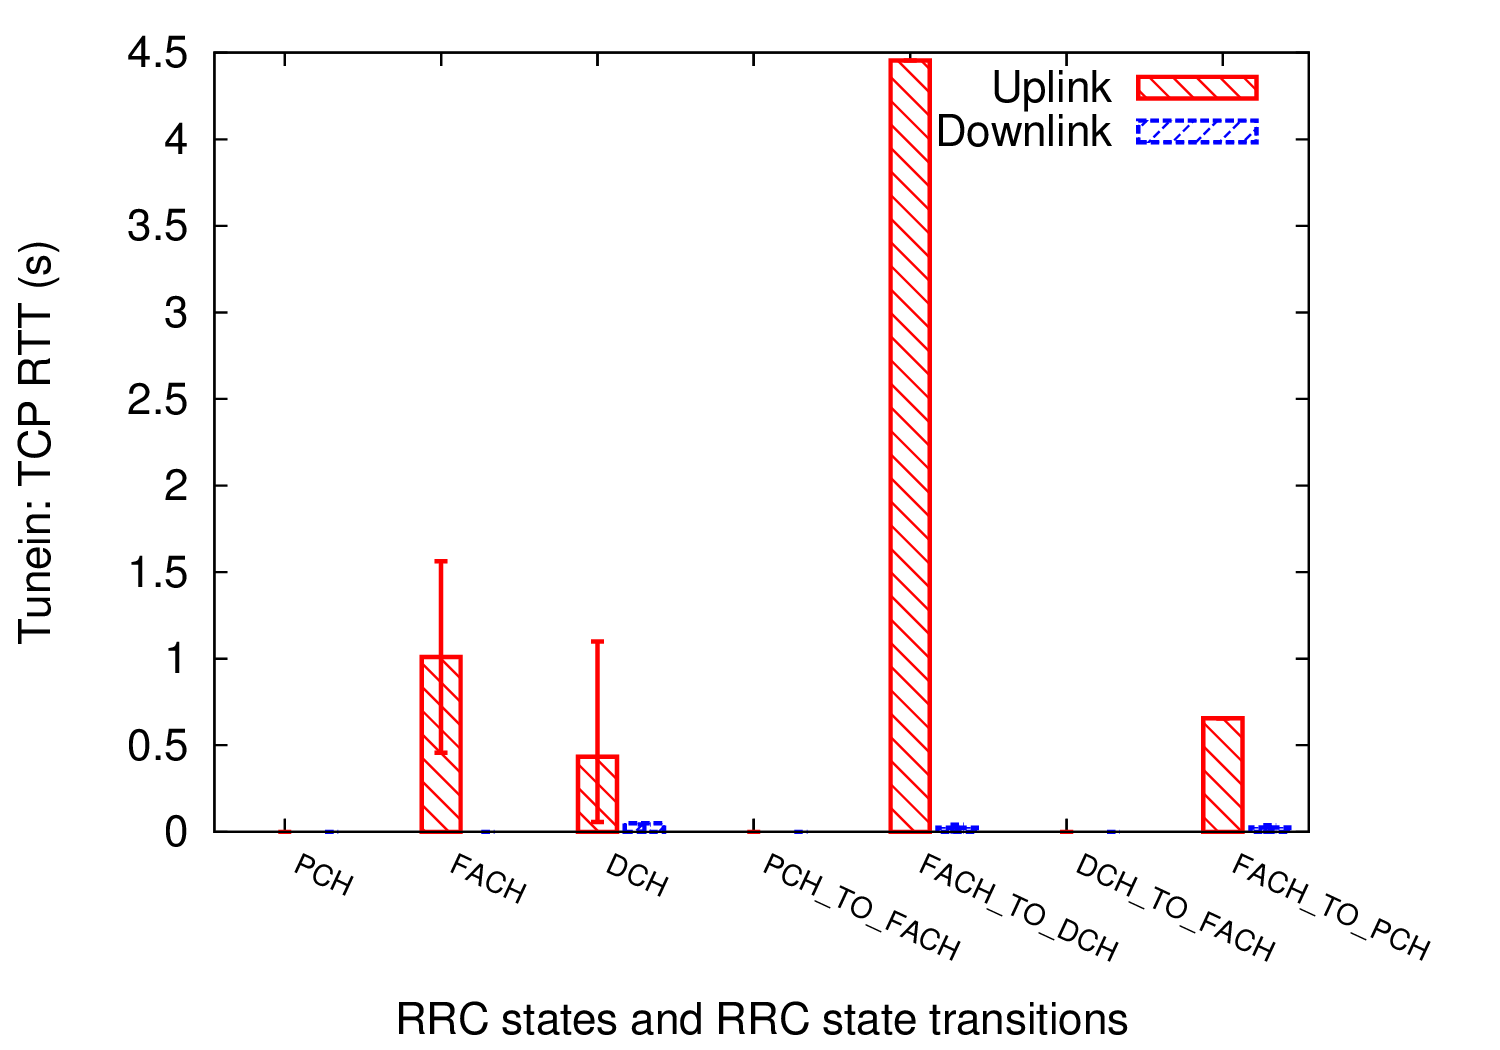 Tunein: TCP RTT (s)
4.5
4
3.5
3
2.5
2
1.5
1
0.5
0
Uplink
Downlink
PCH
FACH
DCH
PCH_TO_FACH
FACH_TO_DCH
DCH_TO_FACH
FACH_TO_PCH
RRC states and RRC state transitions